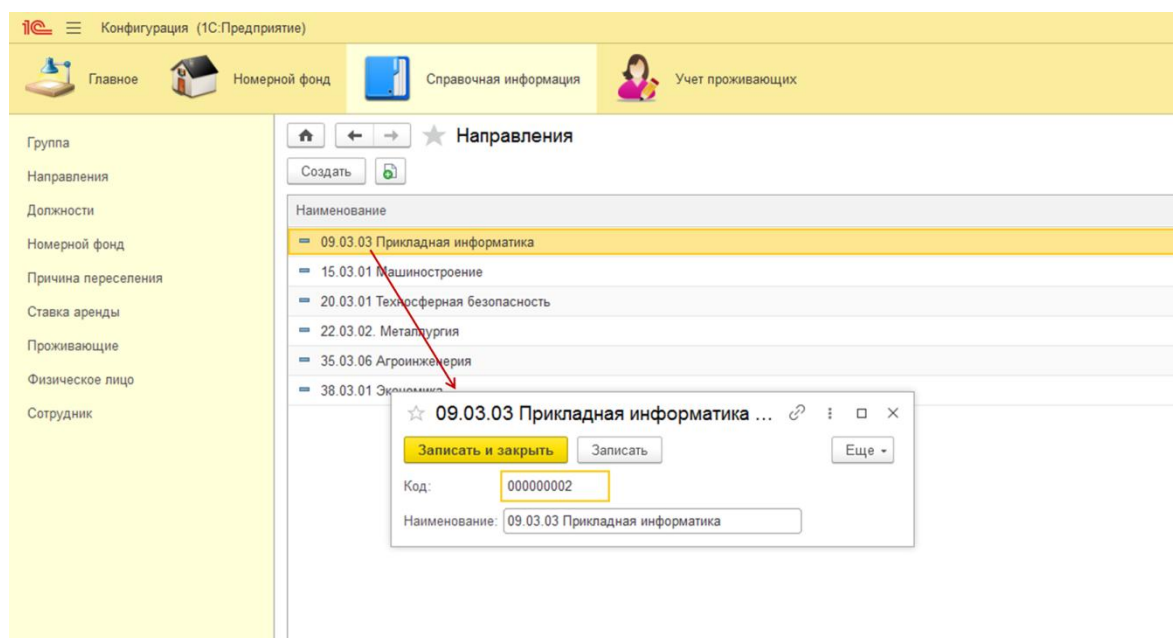 1С Конфигурация (1С:Предприятие)
Главное Номерной фонд Справочная информация Учет проживающих
Группа
Направления
Должности
Номерной фонд
Причина переселения
Ставка аренды
Проживающие
Физическое лицо
Сотрудник
Направления
Создать
Наименование
09.03.03 Прикладная информатика
15.03.01 Машиностроение
20.03.01 Техносферная безопасность
22.03.02. Металлургия
35.03.06 Агроинженерия
38.03.01 Экономика
09.03.03 Прикладная информатика ...
Записать и закрыть Записать Еще
Код: 000000002
Наименование: 09.03.03 Прикладная информатика